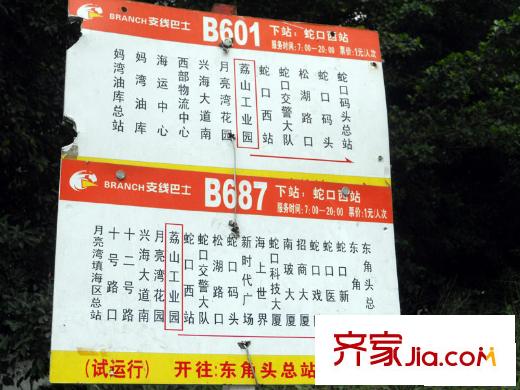 BRANCH支线巴士 B601 下站：蛇口西站
服务时间：7:00-20:00 票价：1元/人次
妈湾油库总站
妈湾油库
海运中心
西部物流中心
兴海大道南
月亮湾花园
荔山工业园
蛇口西站
蛇口交警大队
松湖路口
蛇口码头
蛇口码头总站
BRANCH支线巴士 B687 下站：蛇口西站
服务时间：7:00-20:00 票价：1元/人次
月亮湾填海区总站
十号路口
十二号路口
兴海大道南
月亮湾花园
荔山工业园
蛇口西站
蛇口交警大队
松湖路口
蛇口码头
新时代广场
海上世界
蛇口科技大厦
南玻大厦
招商大厦
蛇口戏
蛇口医
蛇口新
东角
东角头总
（试运行） 开往：东角头总站
齐家Jia.com